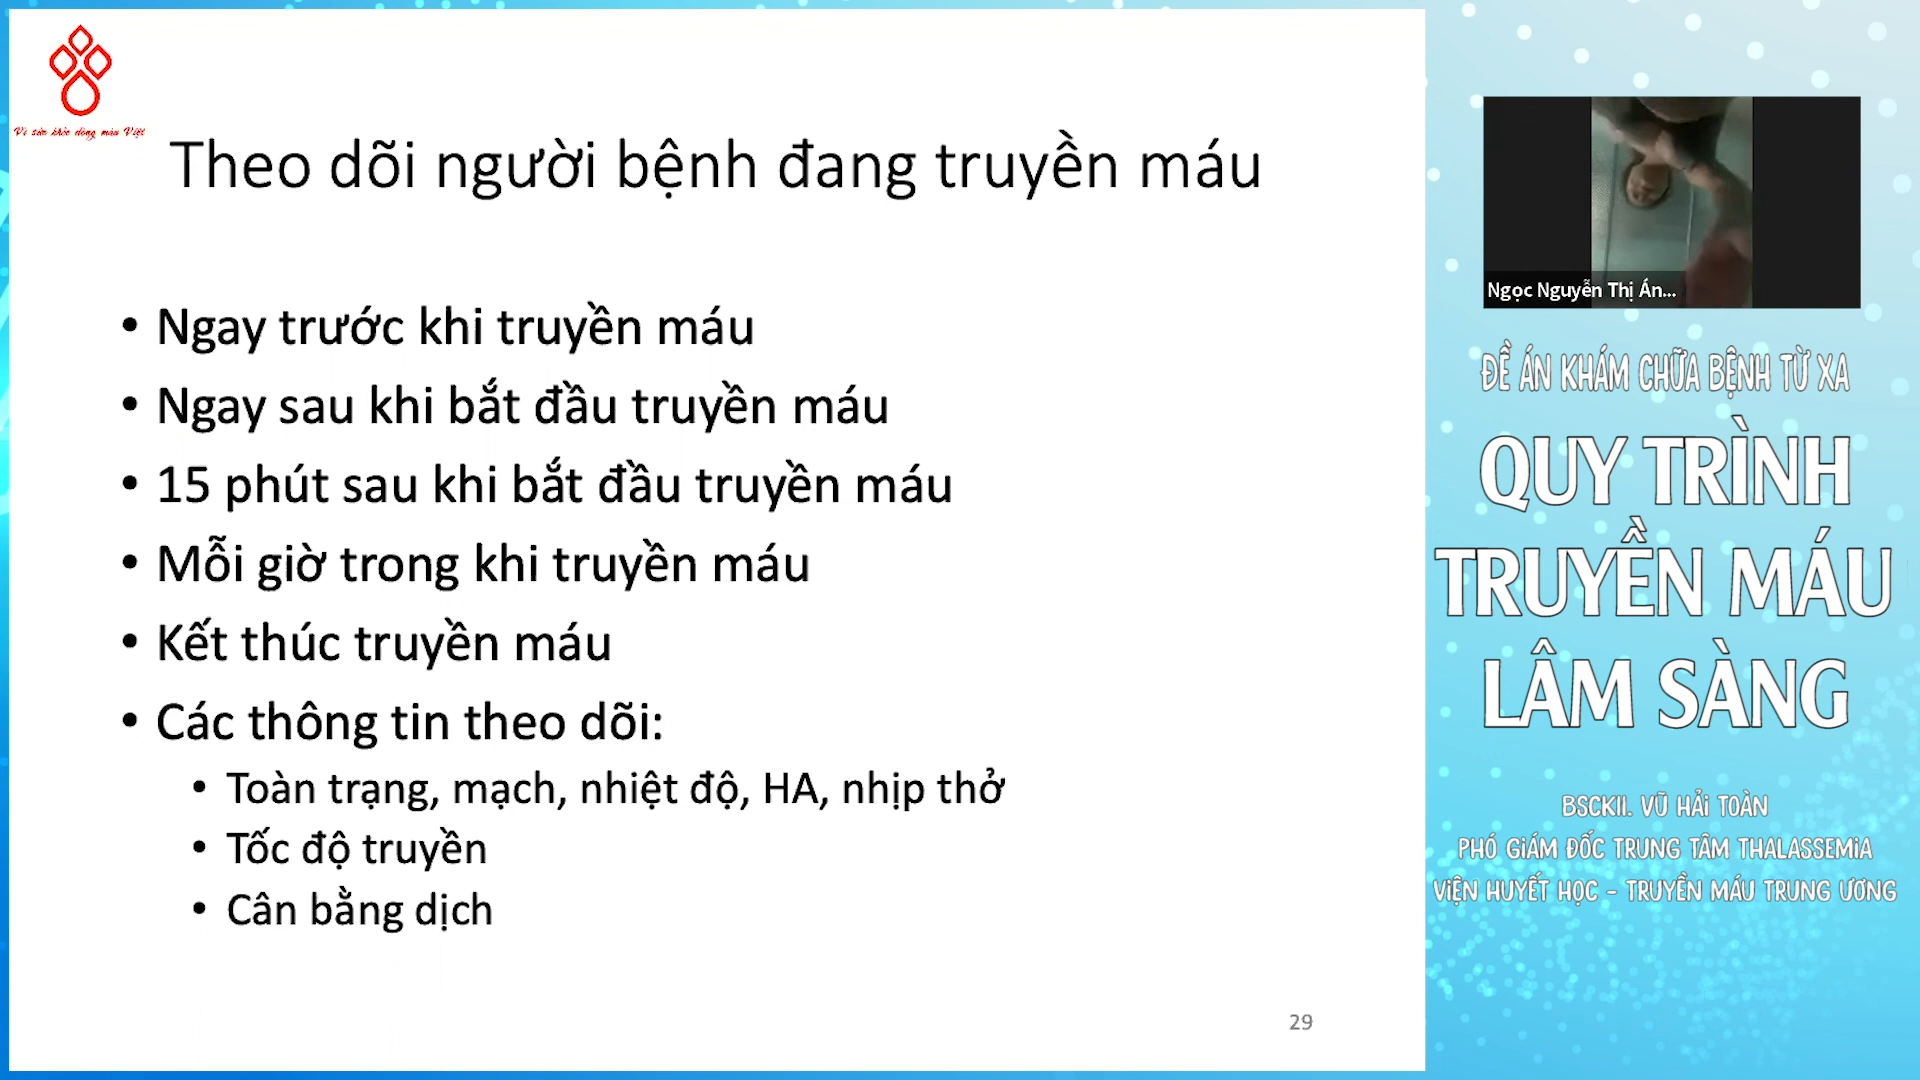 Vì sức khỏe dòng máu Việt
Theo dõi người bệnh đang truyền máu
• Ngay trước khi truyền máu
• Ngay sau khi bắt đầu truyền máu
• 15 phút sau khi bắt đầu truyền máu
• Mỗi giờ trong khi truyền máu
• Kết thúc truyền máu
• Các thông tin theo dõi:
• Toàn trạng, mạch, nhiệt độ, HA, nhịp thở
• Tốc độ truyền
• Cân bằng dịch
29
Ngọc Nguyễn Thị Án...
ĐỀ ÁN KHÁM CHỮA BỆNH TỪ XA
QUY TRÌNH
TRUYỀN MÁU
LÂM SÀNG
BSCKII. VŨ HẢI TOÀN
PHÓ GIÁM ĐỐC TRUNG TÂM THALASSEMIA
VIỆN HUYẾT HỌC - TRUYỀN MÁU TRUNG ƯƠNG